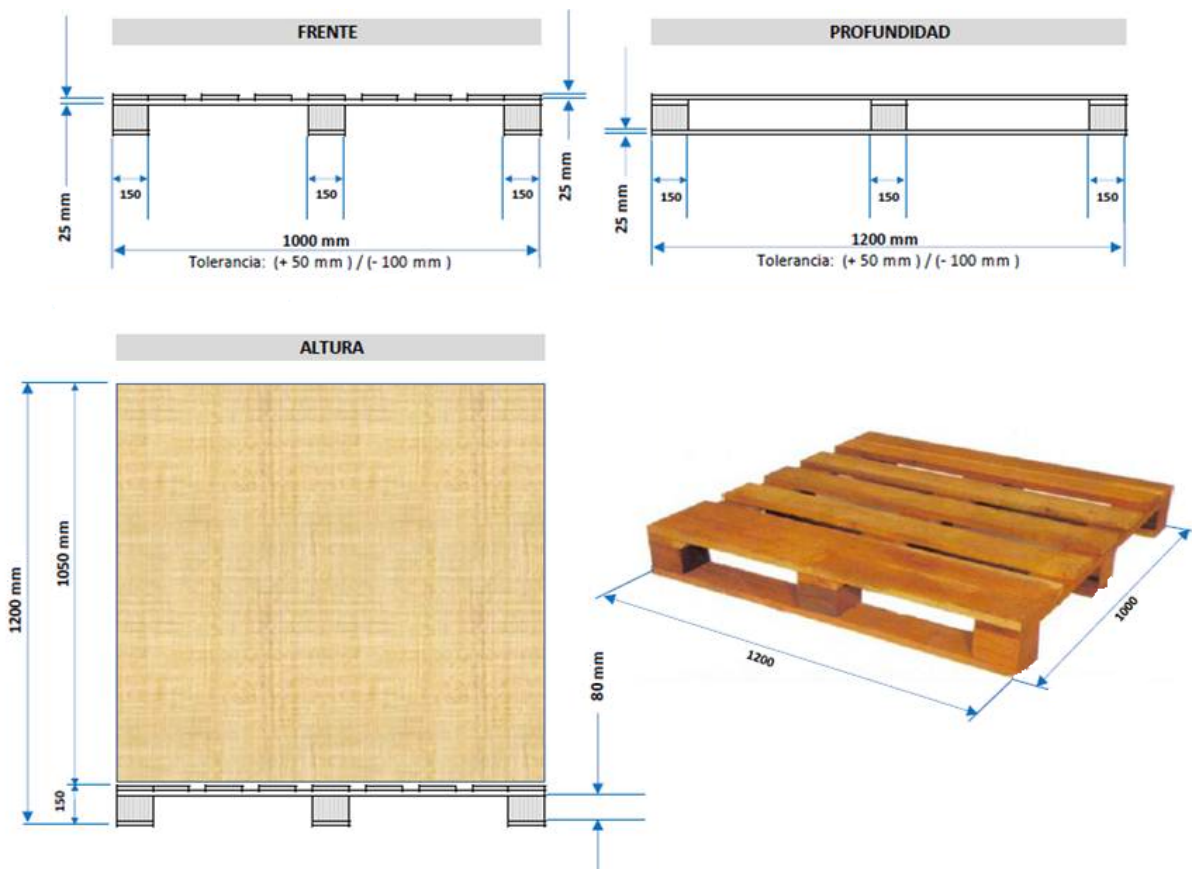 FRENTE
25 mm
150
150
150
25 mm
1000 mm
Tolerancia: (+ 50 mm ) / (- 100 mm )
PROFUNDIDAD
25 mm
150
150
150
1200 mm
Tolerancia: (+ 50 mm ) / (- 100 mm )
ALTURA
1200 mm
1050 mm
150
80 mm
1200
1000